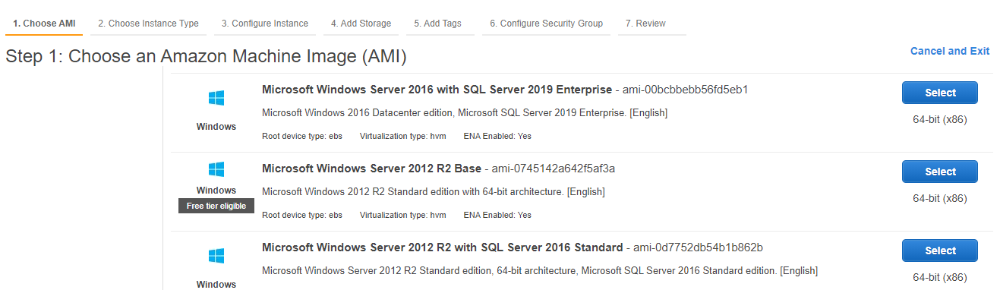 1. Choose AMI 2. Choose Instance Type 3. Configure Instance 4. Add Storage 5. Add Tags 6. Configure Security Group 7. Review
Step 1: Choose an Amazon Machine Image (AMI) Cancel and Exit
Microsoft Windows Server 2016 with SQL Server 2019 Enterprise - ami-00bcbbebb56fd5eb1 Select
Windows Microsoft Windows 2016 Datacenter edition, Microsoft SQL Server 2019 Enterprise. [English] 64-bit (x86)
Root device type: ebs Virtualization type: hvm ENA Enabled: Yes
Microsoft Windows Server 2012 R2 Base - ami-0745142a642f5af3a Select
Windows Microsoft Windows 2012 R2 Standard edition with 64-bit architecture. [English] 64-bit (x86)
Free tier eligible
Root device type: ebs Virtualization type: hvm ENA Enabled: Yes
Microsoft Windows Server 2012 R2 with SQL Server 2016 Standard - ami-0d7752db54b1b862b Select
Microsoft Windows Server 2012 R2 Standard edition, 64-bit architecture, Microsoft SQL Server 2016 Standard edition. [English] 64-bit (x86)
Windows